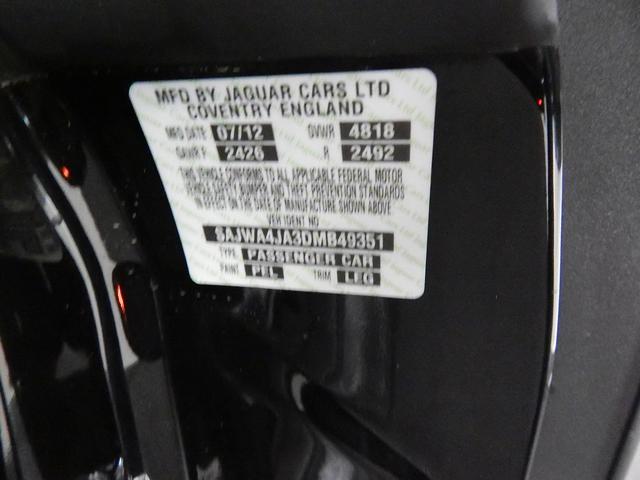 MFD BY JAGUAR CARS LTD
COVENTRY ENGLAND
MFD DATE 07/12 GVWR 4818
GAWR F 2426 R 2492
THIS VEHICLE CONFORMS TO ALL APPLICABLE FEDERAL MOTOR
VEHICLE SAFETY BUMPER AND THEFT PREVENTION STANDARDS
IN EFFECT ON THE DATE OF MANUFACTURE SHOWN ABOVE
VEH IDENT NO
SAJWA4JA3DMB49351
TYPE PASSENGER CAR
PAINT PEL TRIM LEG